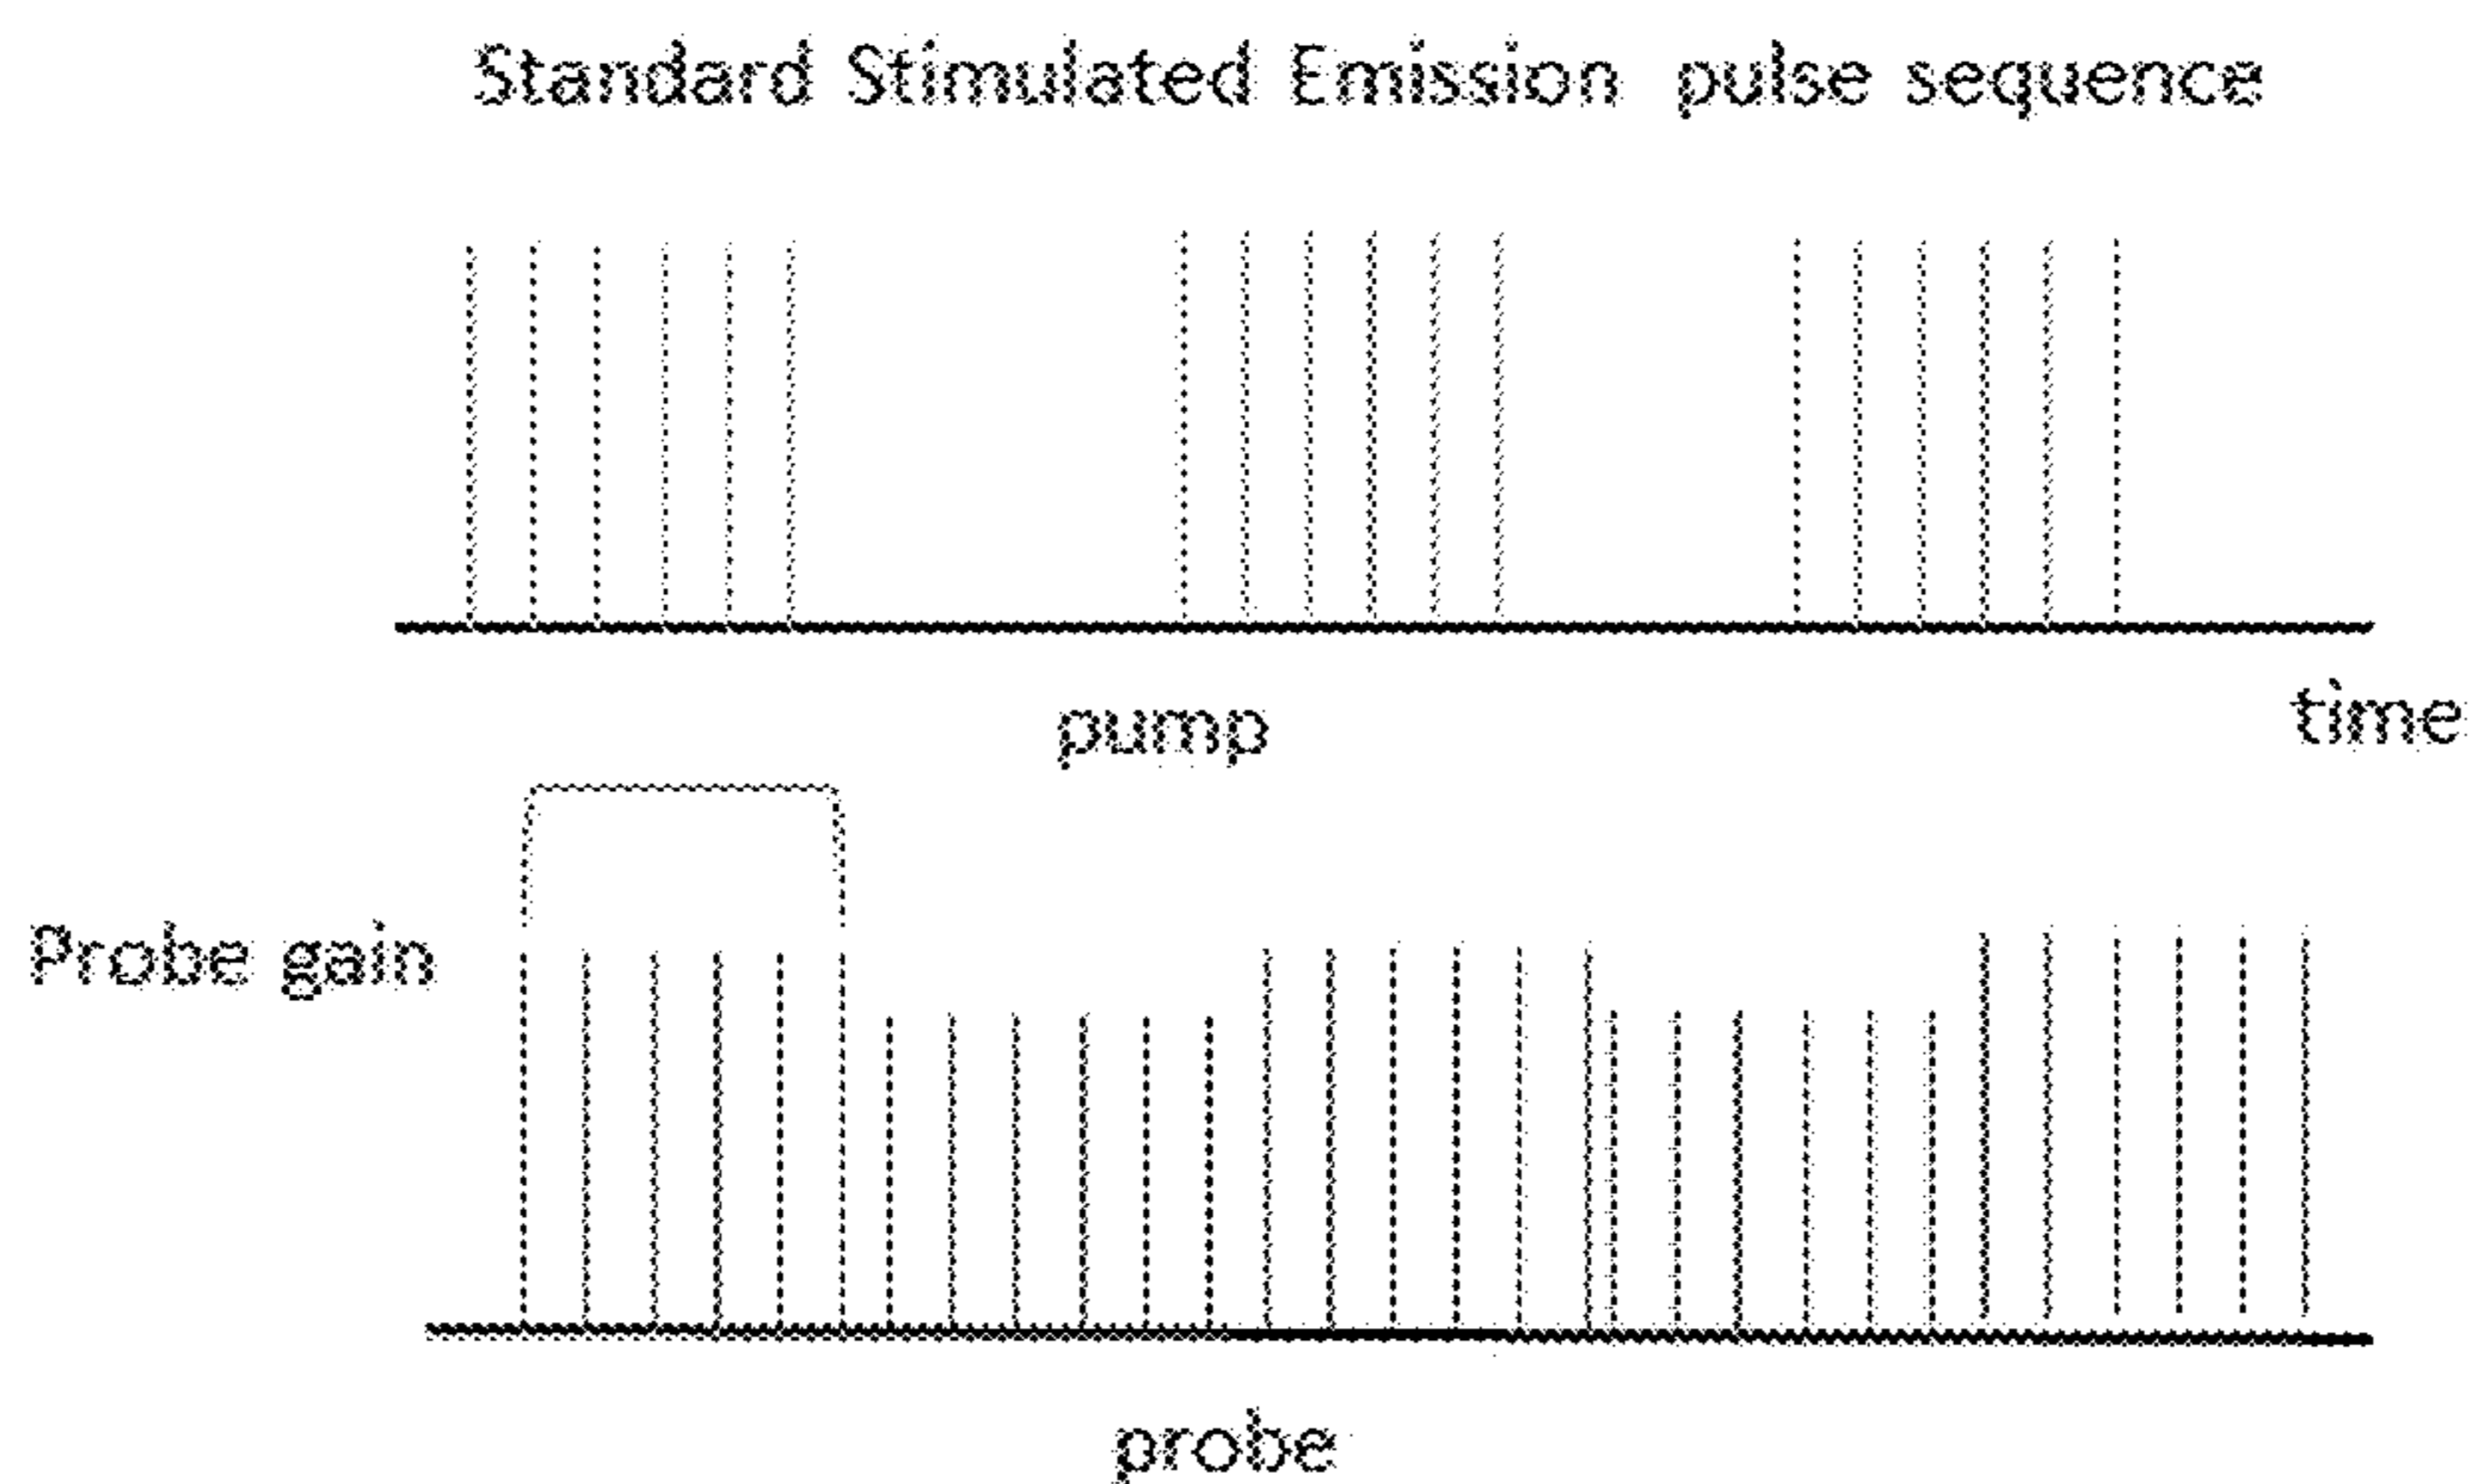 Standard Stimulated Emission pulse sequence
pump
time
Probe gain
probe